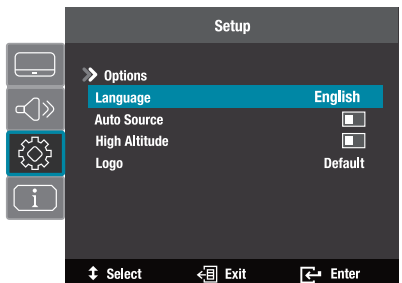 Setup
Options
Language English
Auto Source
High Altitude
Logo Default
i
Select Exit Enter